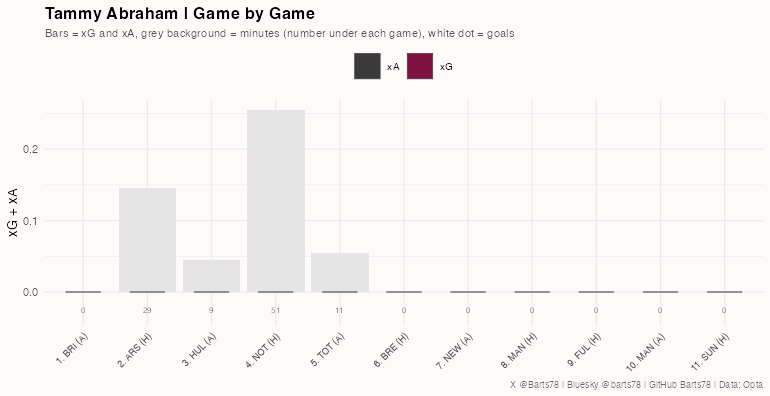 Tammy Abraham | Game by Game
Bars = xG and xA, grey background = minutes (number under each game), white dot = goals
xA xG
xG + xA
0.2
0.1
0.0
0 29 9 51 11 0 0 0 0 0 0
1. BRI (A) 2. ARS (H) 3. HUL (A) 4. NOT (H) 5. TOT (A) 6. BRE (H) 7. NEW (A) 8. MAN (H) 9. FUL (H) 10. MAN (A) 11. SUN (H)
X @Barts78 | Bluesky @barts78 | GitHub Barts78 | Data: Opta